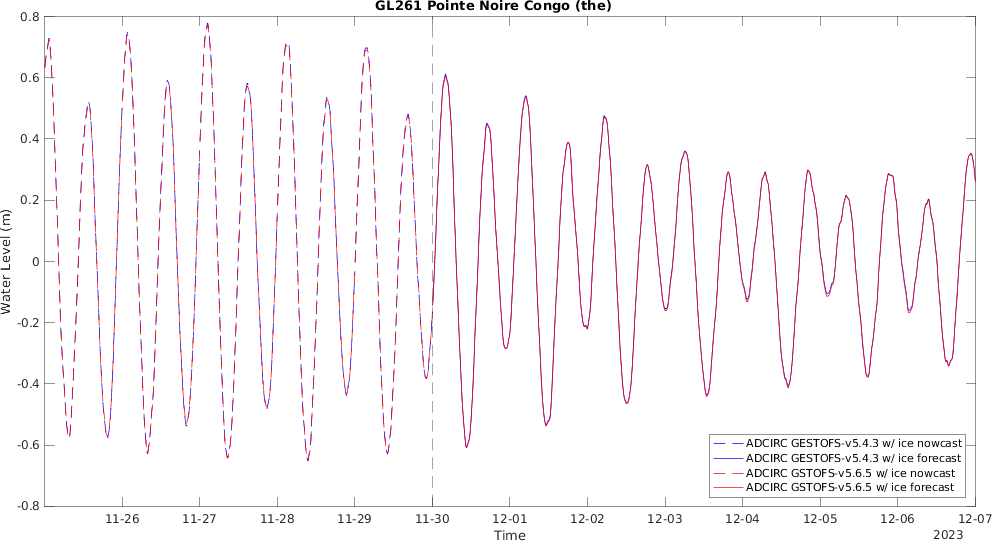 GL261 Pointe Noire Congo (the)
Water Level (m)
0.8
0.6
0.4
0.2
0
-0.2
-0.4
-0.6
-0.8
ADCIRC GESTOFS-v5.4.3 w/ ice nowcast
ADCIRC GESTOFS-v5.4.3 w/ ice forecast
ADCIRC GSTOFS-v5.6.5 w/ ice nowcast
ADCIRC GSTOFS-v5.6.5 w/ ice forecast
11-26 11-27 11-28 11-29 11-30 12-01 12-02 12-03 12-04 12-05 12-06 12-07
Time
2023